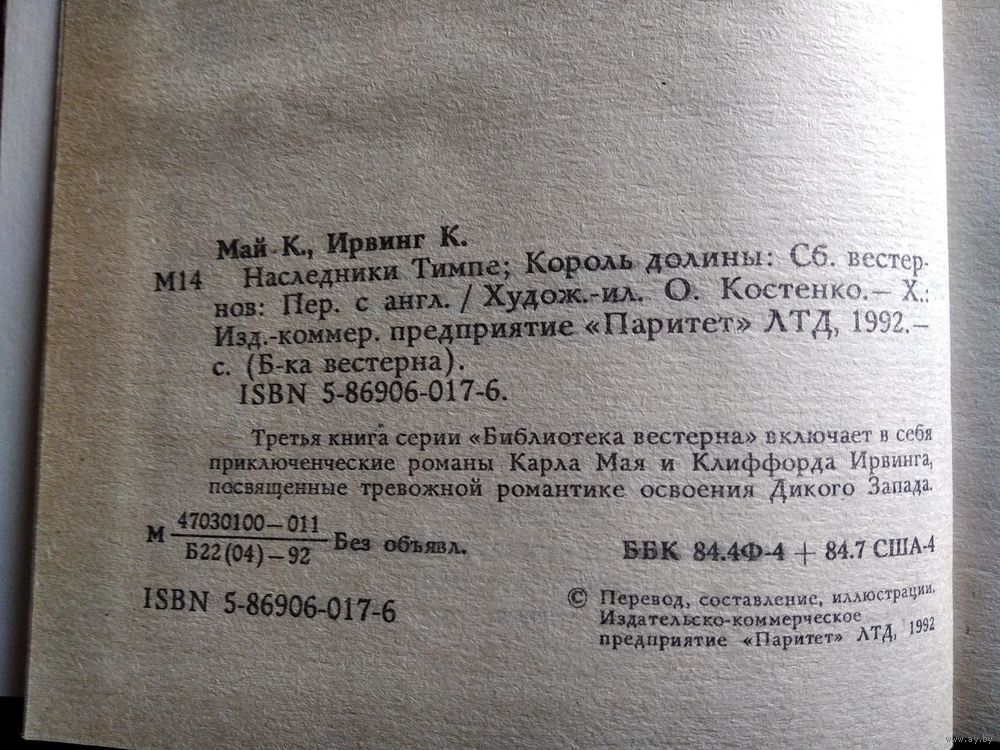 Май К., Ирвинг К.
М14 Наследники Тимпе; Король долины: Сб. вестер-
нов: Пер. с англ. / Худож.-ил. О. Костенко.— Х.:
Изд.-коммер. предприятие «Паритет» ЛТД, 1992.—
с. (Б-ка вестерна).
ISBN 5-86906-017-6.
Третья книга серии «Библиотека вестерна» включает в себя
приключенческие романы Карла Мая и Клиффорда Ирвинга,
посвященные тревожной романтике освоения Дикого Запада.
М 47030100—011
Б22(04)—92 Без объявл.
ББК 84.4Ф-4 + 84.7 США-4
ISBN 5-86906-017-6
© Перевод, составление, иллюстрации,
Издательско-коммерческое
предприятие «Паритет» ЛТД, 1992
www.ay.by